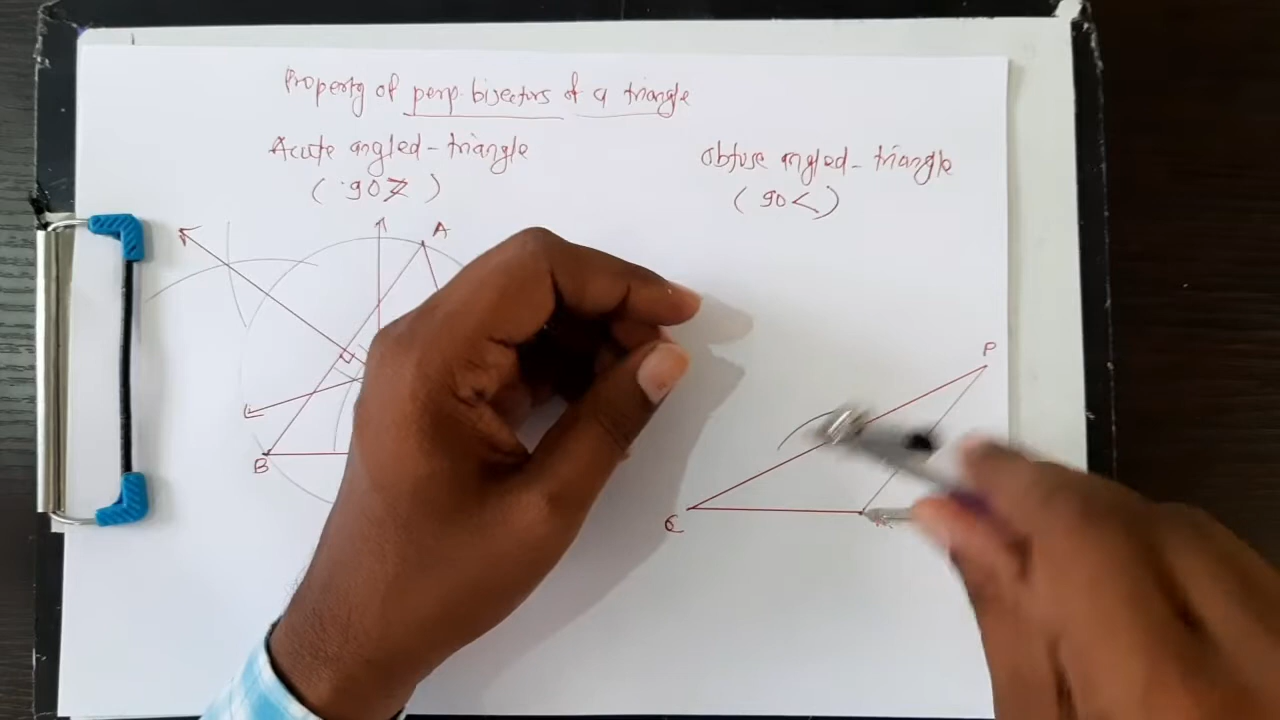 Property of perp. bisectors of a triangle
Acute angled-triangle
(90>)
Obtuse angled-triangle
(90<)
A
B
P